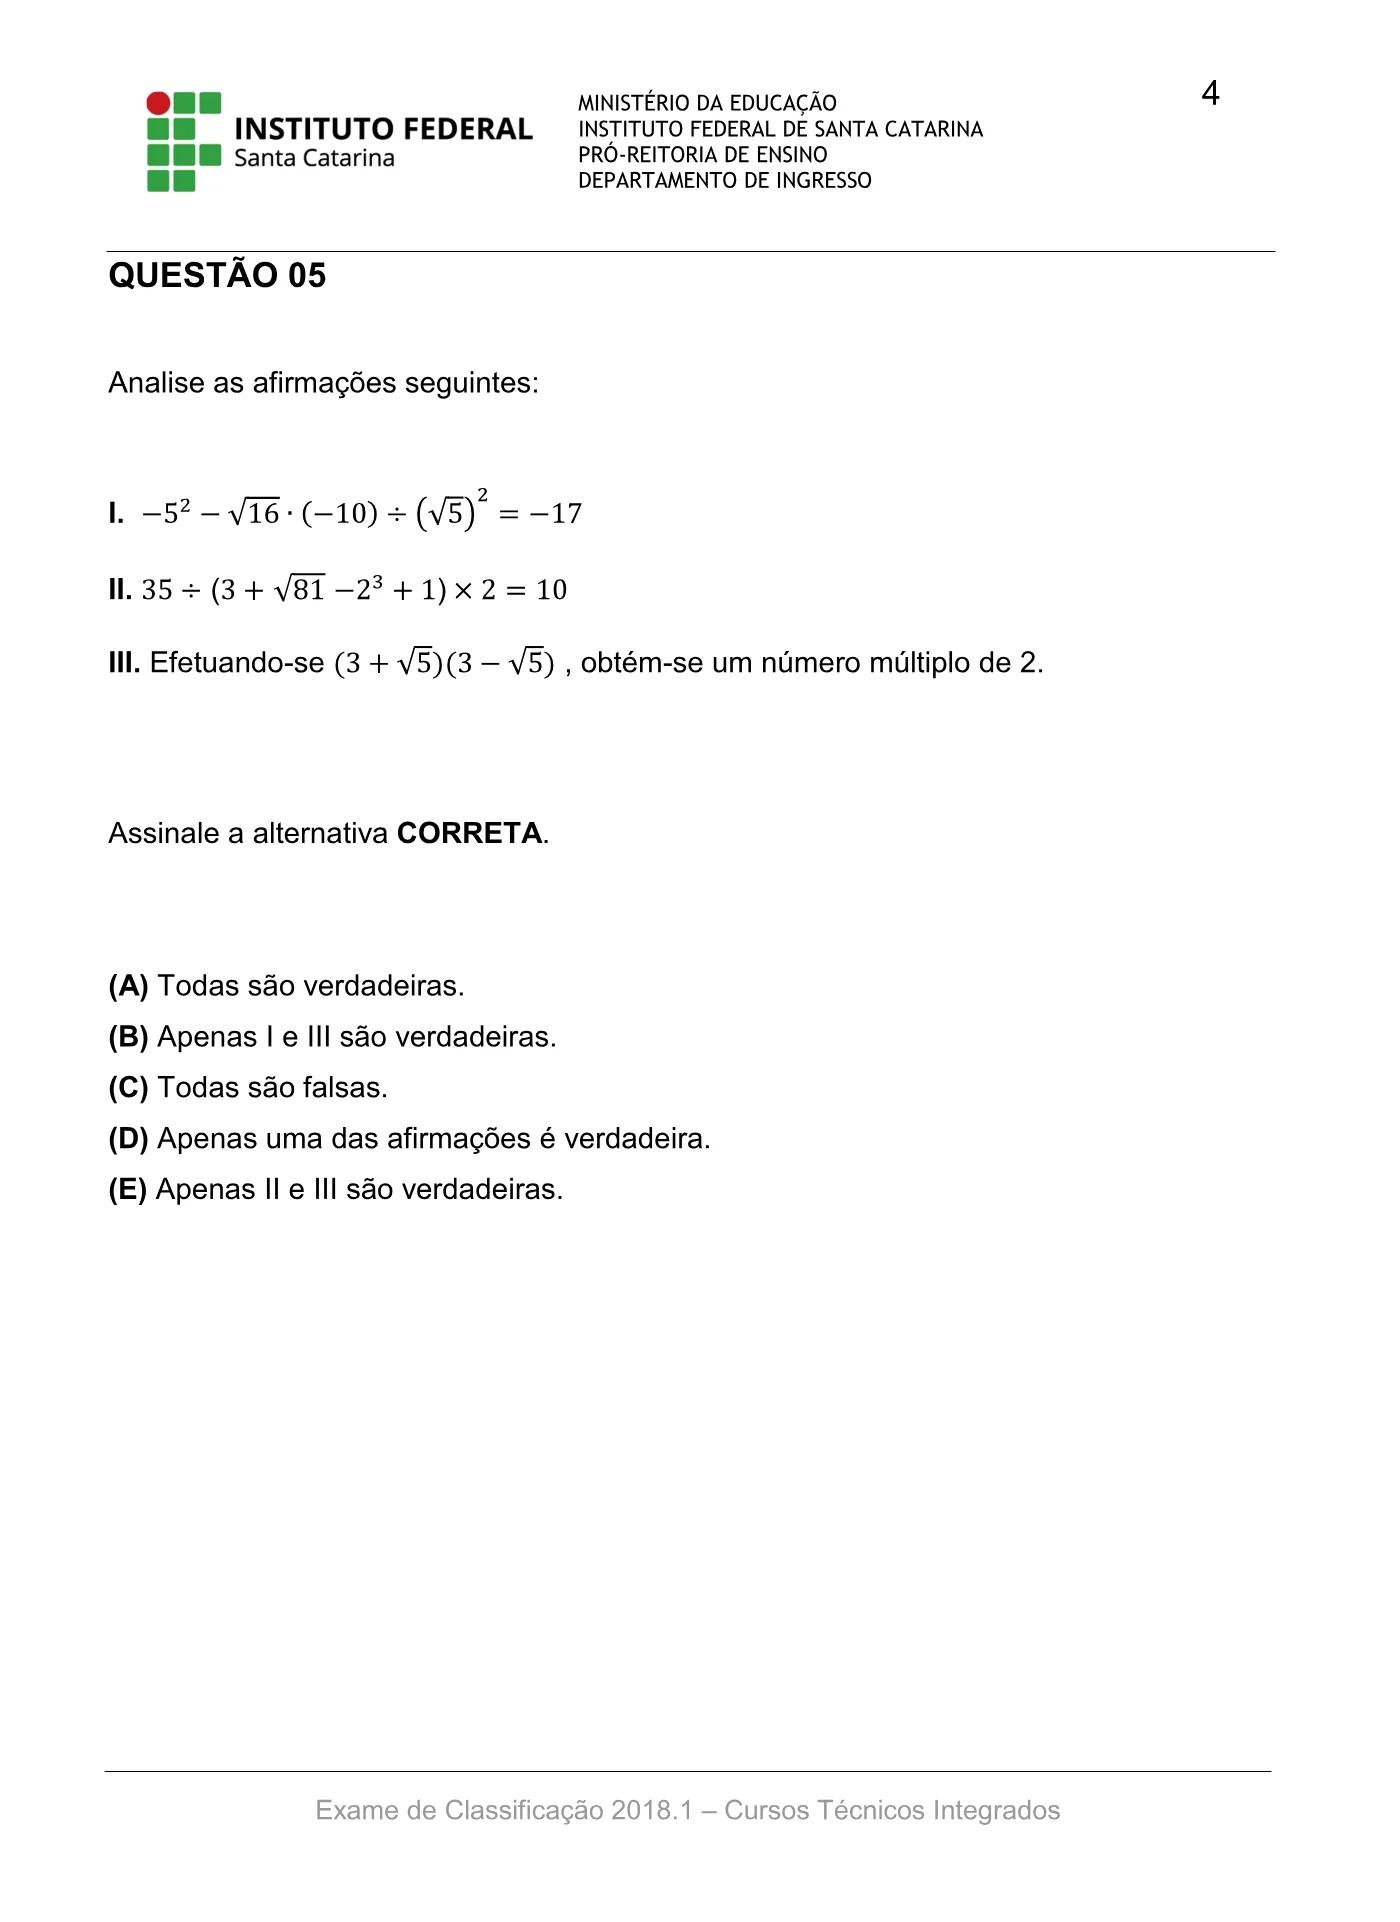 4
INSTITUTO FEDERAL
Santa Catarina
MINISTÉRIO DA EDUCAÇÃO
INSTITUTO FEDERAL DE SANTA CATARINA
PRÓ-REITORIA DE ENSINO
DEPARTAMENTO DE INGRESSO
QUESTÃO 05
Analise as afirmações seguintes:
I. −5² − √16 · (−10) ÷ (√5)² = −17
II. 35 ÷ (3 + √81 −2³ + 1) × 2 = 10
III. Efetuando-se (3 + √5)(3 − √5) , obtém-se um número múltiplo de 2.
Assinale a alternativa CORRETA.
(A) Todas são verdadeiras.
(B) Apenas I e III são verdadeiras.
(C) Todas são falsas.
(D) Apenas uma das afirmações é verdadeira.
(E) Apenas II e III são verdadeiras.
Exame de Classificação 2018.1 – Cursos Técnicos Integrados